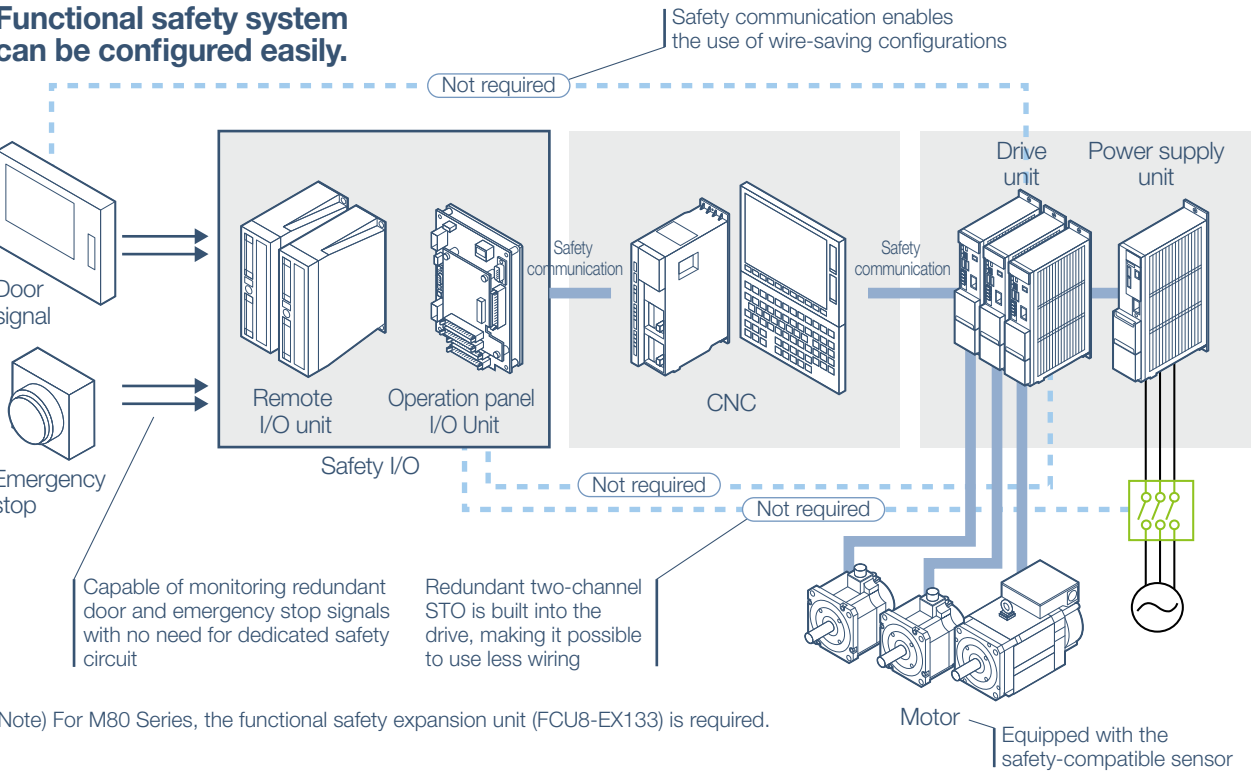 Functional safety system
can be configured easily.
Safety communication enables
the use of wire-saving configurations
Not required
Drive
unit
Power supply
unit
Safety
communication
Safety
communication
Door
signal
Remote
I/O unit
Operation panel
I/O Unit
CNC
Safety I/O
Emergency
stop
Not required
Not required
Capable of monitoring redundant
door and emergency stop signals
with no need for dedicated safety
circuit
Redundant two-channel
STO is built into the
drive, making it possible
to use less wiring
Note) For M80 Series, the functional safety expansion unit (FCU8-EX133) is required.
Motor
Equipped with the
safety-compatible sensor